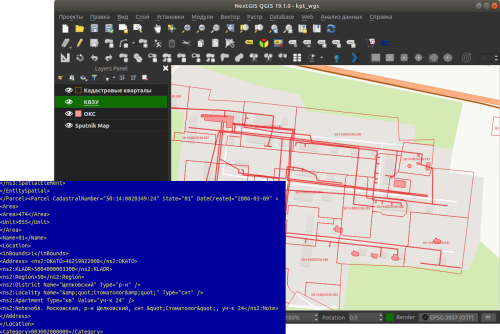 NextGIS QGIS 19.1.0 - kpt_wgs
Проекты Правка Вид Слой Установки Модули Вектор Растр Database Web Анализ данных Справка
Layers Panel
Кадастровые кварталы
КВЗУ
ОКС
Sputnik Map
</ns3:SpatialElement>
</EntitySpatial>
</Parcel><Parcel CadastralNumber="50:14:0020349:24" State="01" DateCreated="2006-03-09" >
<Area>
<Area>474</Area>
<Unit>055</Unit>
</Area>
<Name>01</Name>
<Location>
<inBounds>1</inBounds>
<Address> <ns2:OKATO>46259822008</ns2:OKATO>
<ns2:KLADR>5004000003300</ns2:KLADR>
<ns2:Region>50</ns2:Region>
<ns2:District Name="Щелковский" Type="р-н" />
<ns2:Locality Name="&amp;quot;Стоматолог&amp;quot;" Type="снт" />
<ns2:Apartment Type="кв" Value="уч-к 24" />
<ns2:Note>обл. Московская, р-н Щелковский, снт &quot;Стоматолог&quot;, уч-к 24</ns2:Note>
</Address>
</Location>
<Category>003002000000</Category>
100% Rotation 0,0 Render EPSG:3857 (OTF)